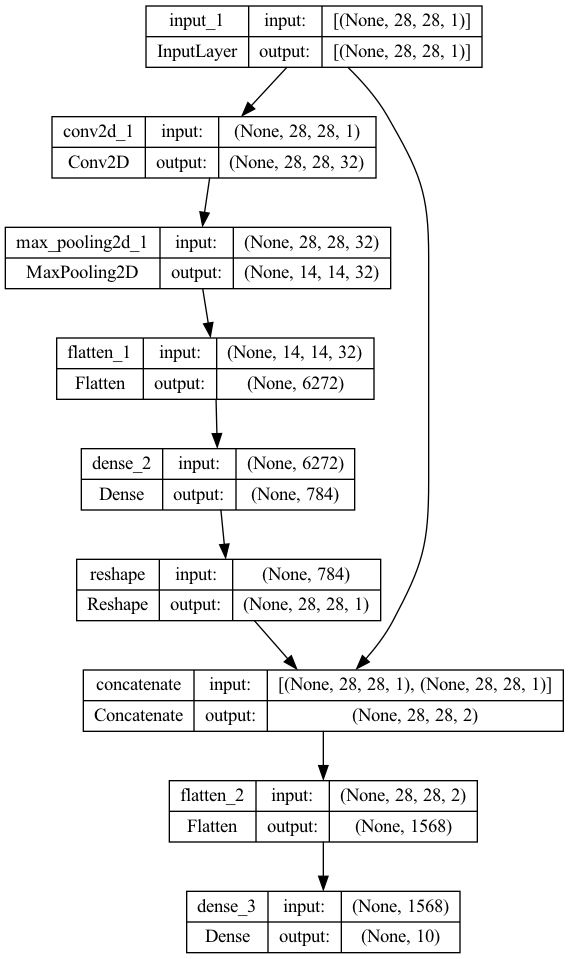 input_1 input: [(None, 28, 28, 1)]
InputLayer output: [(None, 28, 28, 1)]
conv2d_1 input: (None, 28, 28, 1)
Conv2D output: (None, 28, 28, 32)
max_pooling2d_1 input: (None, 28, 28, 32)
MaxPooling2D output: (None, 14, 14, 32)
flatten_1 input: (None, 14, 14, 32)
Flatten output: (None, 6272)
dense_2 input: (None, 6272)
Dense output: (None, 784)
reshape input: (None, 784)
Reshape output: (None, 28, 28, 1)
concatenate input: [(None, 28, 28, 1), (None, 28, 28, 1)]
Concatenate output: (None, 28, 28, 2)
flatten_2 input: (None, 28, 28, 2)
Flatten output: (None, 1568)
dense_3 input: (None, 1568)
Dense output: (None, 10)